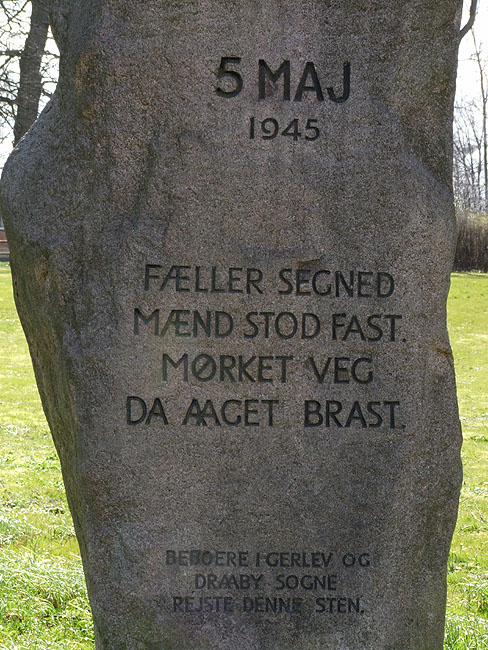 5 MAJ
1945
FÆLLER SEGNED
MÆND STOD FAST.
MØRKET VEG
DA AAGET BRAST.
BEBOERE I GERLEV OG
DRAABY SOGNE
REJSTE DENNE STEN.